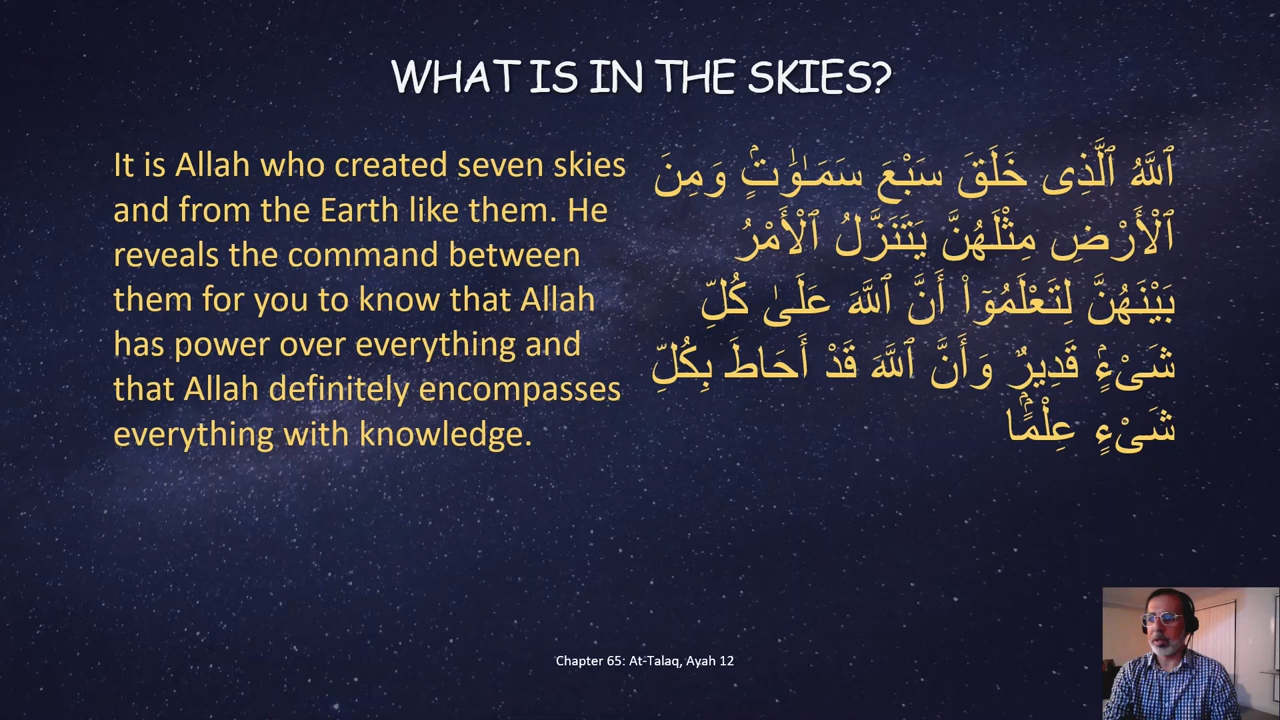 WHAT IS IN THE SKIES?
It is Allah who created seven skies
and from the Earth like them. He
reveals the command between
them for you to know that Allah
has power over everything and
that Allah definitely encompasses
everything with knowledge.
ٱللَّهُ ٱلَّذِى خَلَقَ سَبْعَ سَمَـٰوَٰتٍۢ وَمِنَ
ٱلْأَرْضِ مِثْلَهُنَّ يَتَنَزَّلُ ٱلْأَمْرُ
بَيْنَهُنَّ لِتَعْلَمُوٓا۟ أَنَّ ٱللَّهَ عَلَىٰ كُلِّ
شَىْءٍۢ قَدِيرٌۭ وَأَنَّ ٱللَّهَ قَدْ أَحَاطَ بِكُلِّ
شَىْءٍ عِلْمًۢا
Chapter 65: At-Talaq, Ayah 12